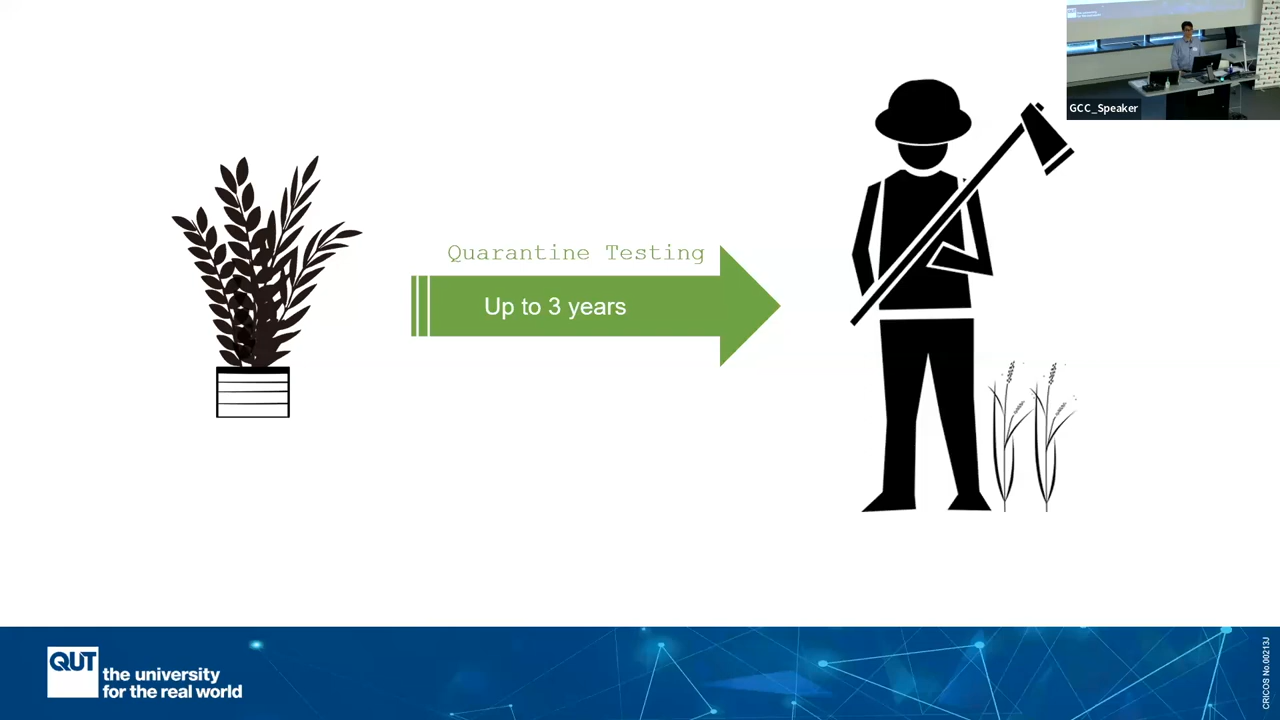 GCC_Speaker
Quarantine Testing
Up to 3 years
QUT
the university
for the real world
CRICOS No.00213J